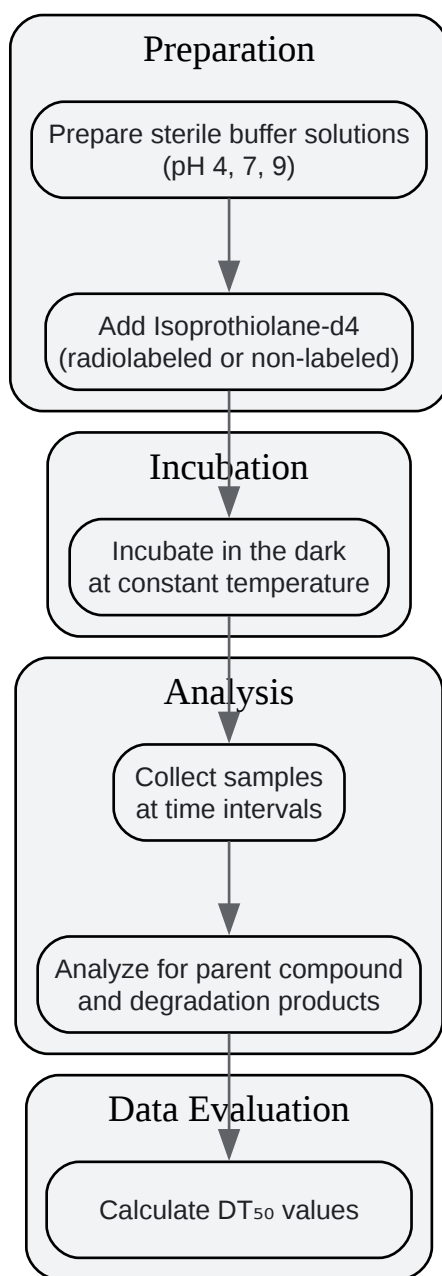 Preparation
Prepare sterile buffer solutions
(pH 4, 7, 9)
Add Isoprothiolane-d4
(radiolabeled or non-labeled)
Incubation
Incubate in the dark
at constant temperature
Analysis
Collect samples
at time intervals
Analyze for parent compound
and degradation products
Data Evaluation
Calculate DT₅₀ values